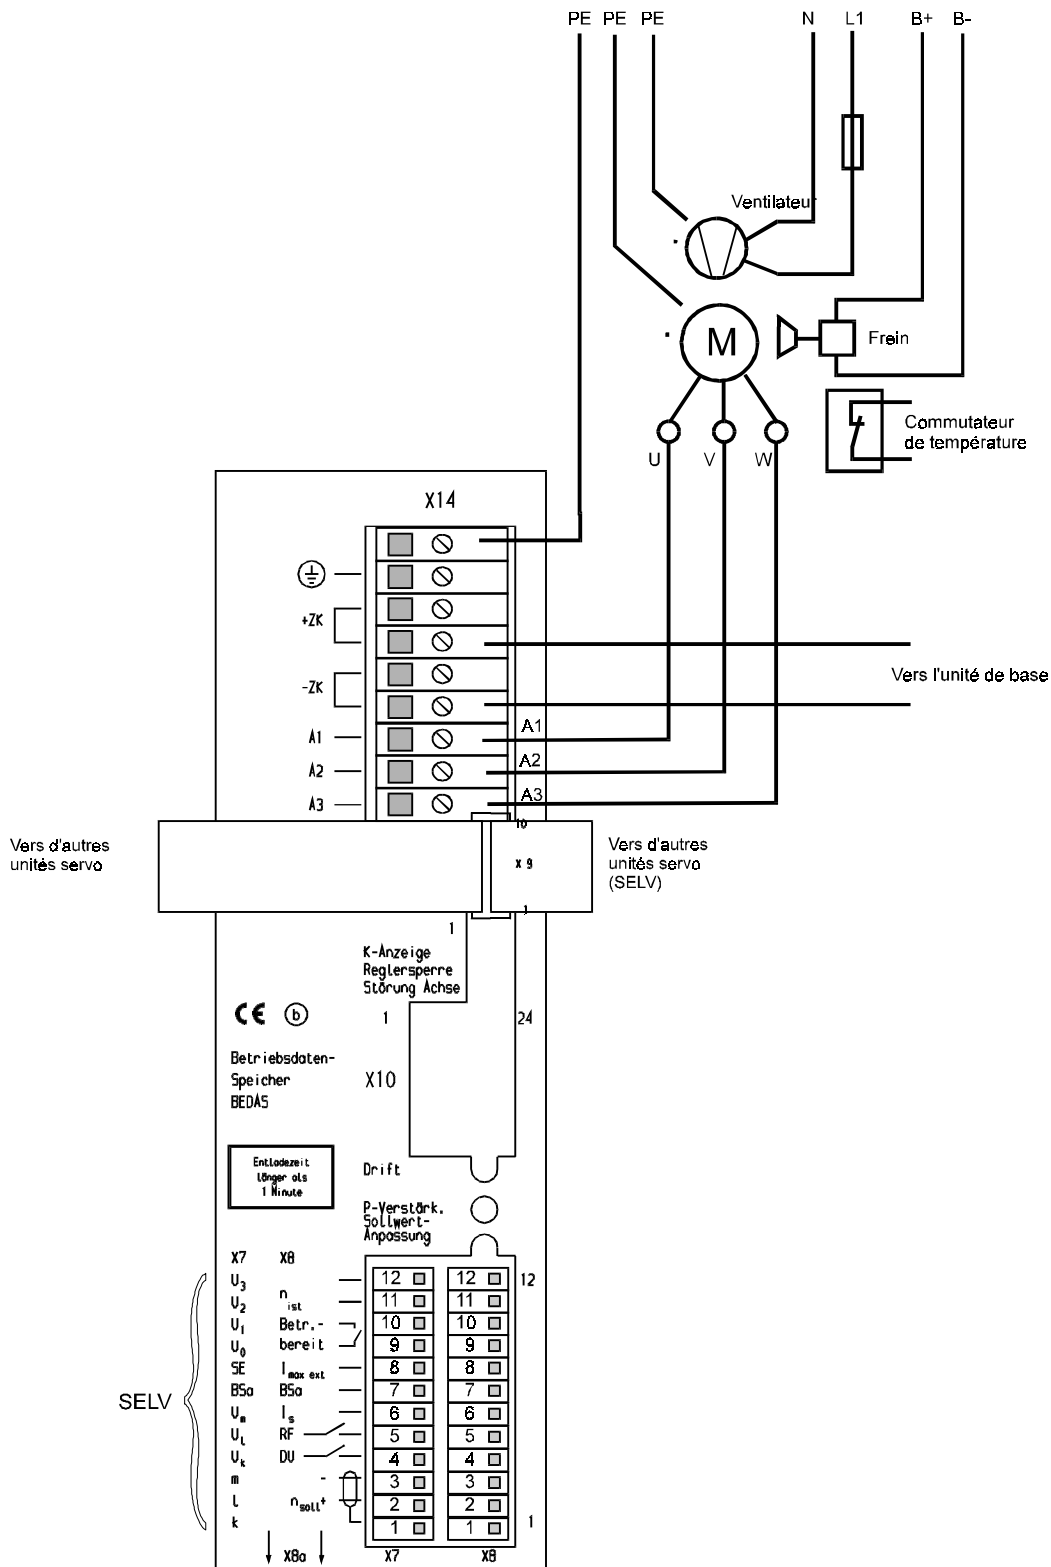 PE PE PE N L1 B+ B-
Ventilateur
M
Frein
Commutateur
de température
U V W
X14
+ZK
-ZK
Vers l'unité de base
A1 A1
A2 A2
A3 A3
10
Vers d'autres
unités servo
X 9
Vers d'autres
unités servo
(SELV)
1
1
K-Anzeige
Reglersperre
Störung Achse
CE b
1 24
Betriebsdaten-
Speicher
BEDAS
X10
Entladezeit
länger als
1 Minute
Drift
P-Verstärk.
Sollwert-
Anpassung
X7 X8
U3 12 12 12
U2 n ist 11 11
U1 Betr.- 10 10
U0 bereit 9 9
SE I max ext 8 8
BSa BSa 7 7
Um Is 6 6
Ul RF 5 5
Uk DU 4 4
m - 3 3
l nsoll+ 2 2
k 1 1 1
SELV
X8a X7 X8